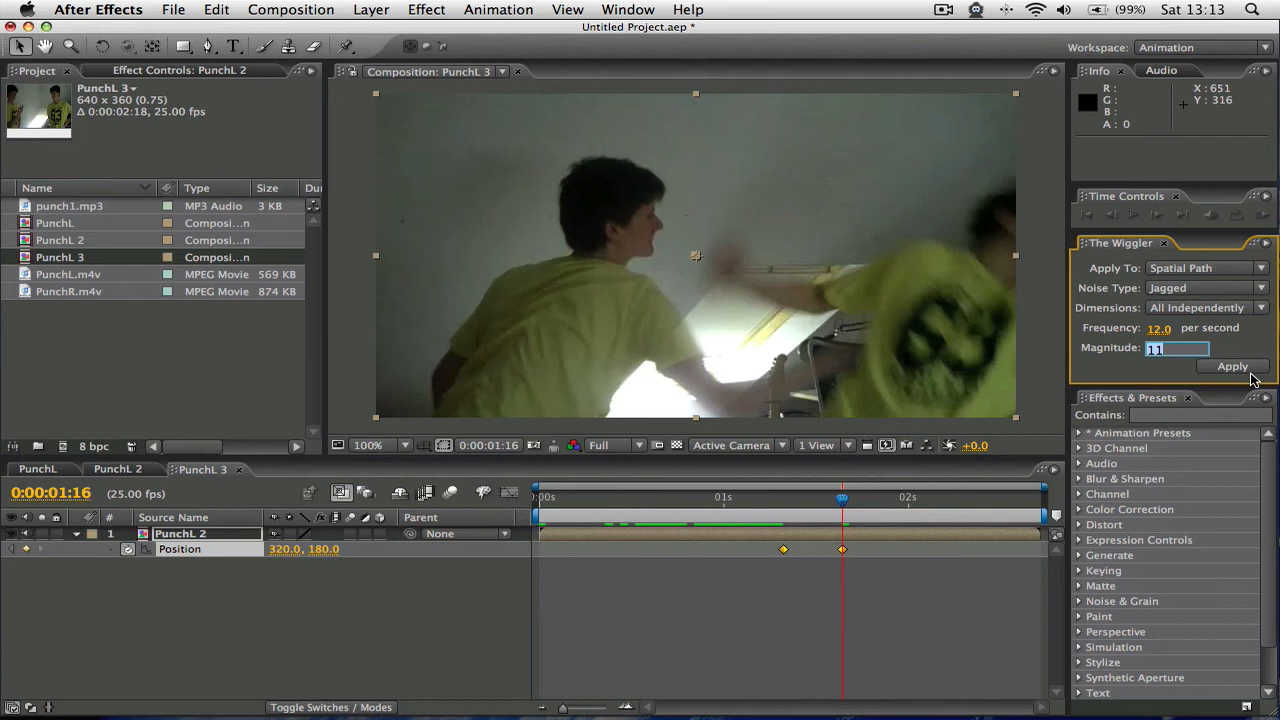 After Effects File Edit Composition Layer Effect Animation View Window Help (99%) Sat 13:13
Untitled Project.aep *
Workspace: Animation
Project Effect Controls: PunchL 2 Composition: PunchL 3 Info Audio
PunchL 3
640 x 360 (0.75)
Δ 0:00:02:18, 25.00 fps
R : X : 651
G : Y : 316
B :
A : 0
Name Type Size Du
Time Controls
punch1.mp3 MP3 Audio 3 KB
PunchL Composi...n
PunchL 2 Composi...n
PunchL 3 Composi...n
PunchL.m4v MPEG Movie 569 KB
PunchR.m4v MPEG Movie 874 KB
The Wiggler
Apply To: Spatial Path
Noise Type: Jagged
Dimensions: All Independently
Frequency: 12.0 per second
Magnitude: 11
Apply
Effects & Presets
Contains:
* Animation Presets
3D Channel
Audio
Blur & Sharpen
Channel
Color Correction
Distort
Expression Controls
Generate
Keying
Matte
Noise & Grain
Paint
Perspective
Simulation
Stylize
Synthetic Aperture
Text
8 bpc
100% 0:00:01:16 Full Active Camera 1 View +0.0
PunchL PunchL 2 PunchL 3
0:00:01:16 (25.00 fps)
:00s 01s 02s
# Source Name Parent
1 PunchL 2 None
Position 320.0, 180.0
Toggle Switches / Modes